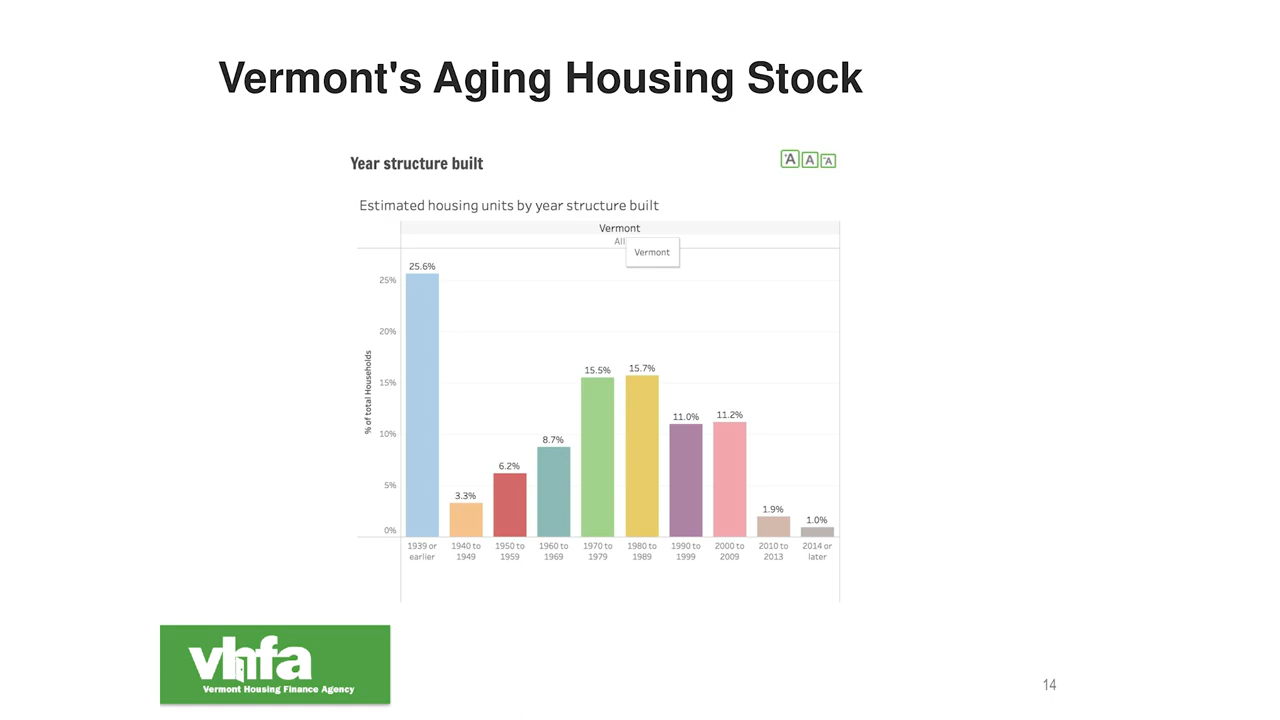 Vermont's Aging Housing Stock
Year structure built
A A A
Estimated housing units by year structure built
Vermont
All
Vermont
% of total Households
25%
20%
15%
10%
5%
0%
25.6%
3.3%
6.2%
8.7%
15.5%
15.7%
11.0%
11.2%
1.9%
1.0%
1939 or earlier
1940 to 1949
1950 to 1959
1960 to 1969
1970 to 1979
1980 to 1989
1990 to 1999
2000 to 2009
2010 to 2013
2014 or later
vhfa
Vermont Housing Finance Agency
14